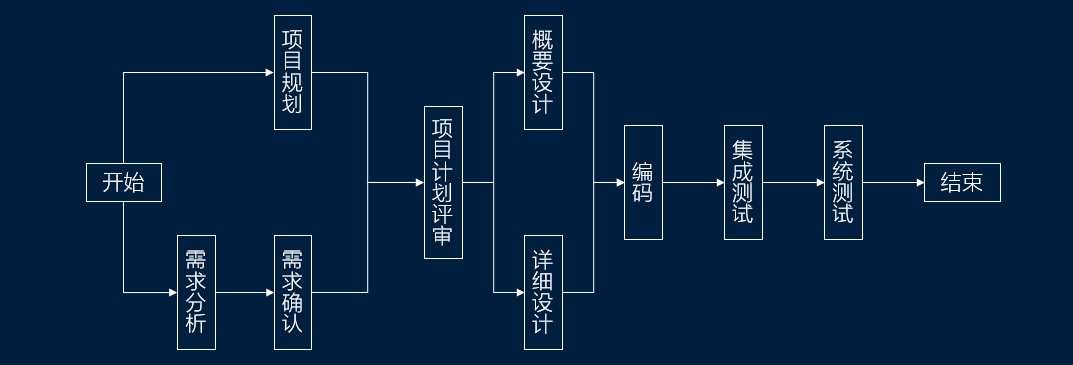 开始
项目规划
需求分析
需求确认
项目计划评审
概要设计
详细设计
编码
集成测试
系统测试
结束